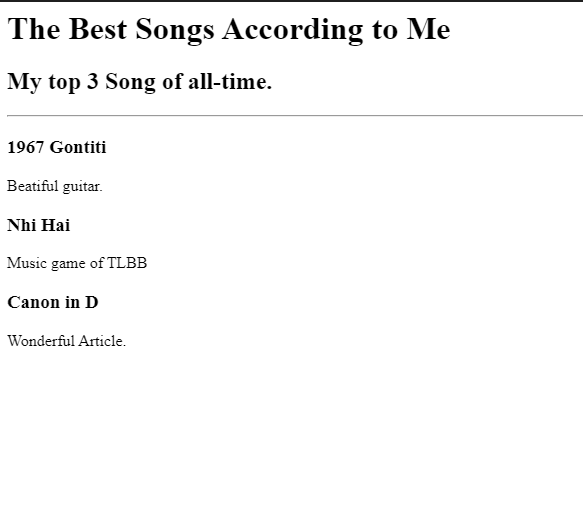 The Best Songs According to Me
My top 3 Song of all-time.
1967 Gontiti
Beatiful guitar.
Nhi Hai
Music game of TLBB
Canon in D
Wonderful Article.